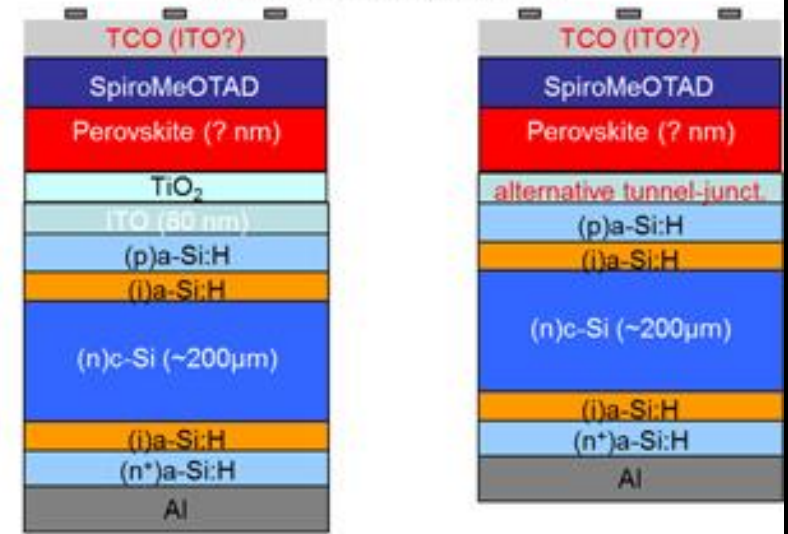 TCO (ITO?)
SpiroMeOTAD
Perovskite (? nm)
TiO₂
ITO (80 nm)
(p)a-Si:H
(i)a-Si:H
(n)c-Si (~200μm)
(i)a-Si:H
(n⁺)a-Si:H
Al
TCO (ITO?)
SpiroMeOTAD
Perovskite (? nm)
alternative tunnel-junct.
(p)a-Si:H
(i)a-Si:H
(n)c-Si (~200μm)
(i)a-Si:H
(n⁺)a-Si:H
Al